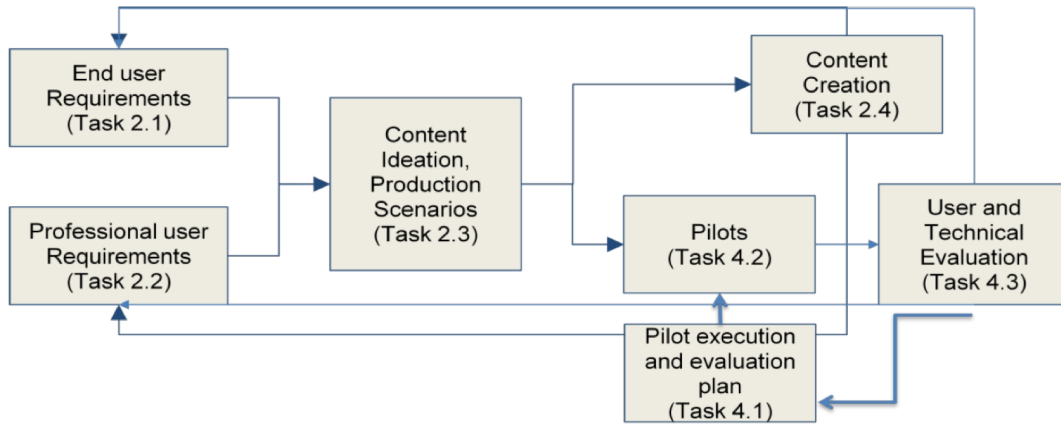 End user
Requirements
(Task 2.1)
Professional user
Requirements
(Task 2.2)
Content
Ideation,
Production
Scenarios
(Task 2.3)
Content
Creation
(Task 2.4)
Pilots
(Task 4.2)
User and
Technical
Evaluation
(Task 4.3)
Pilot execution
and evaluation
plan
(Task 4.1)